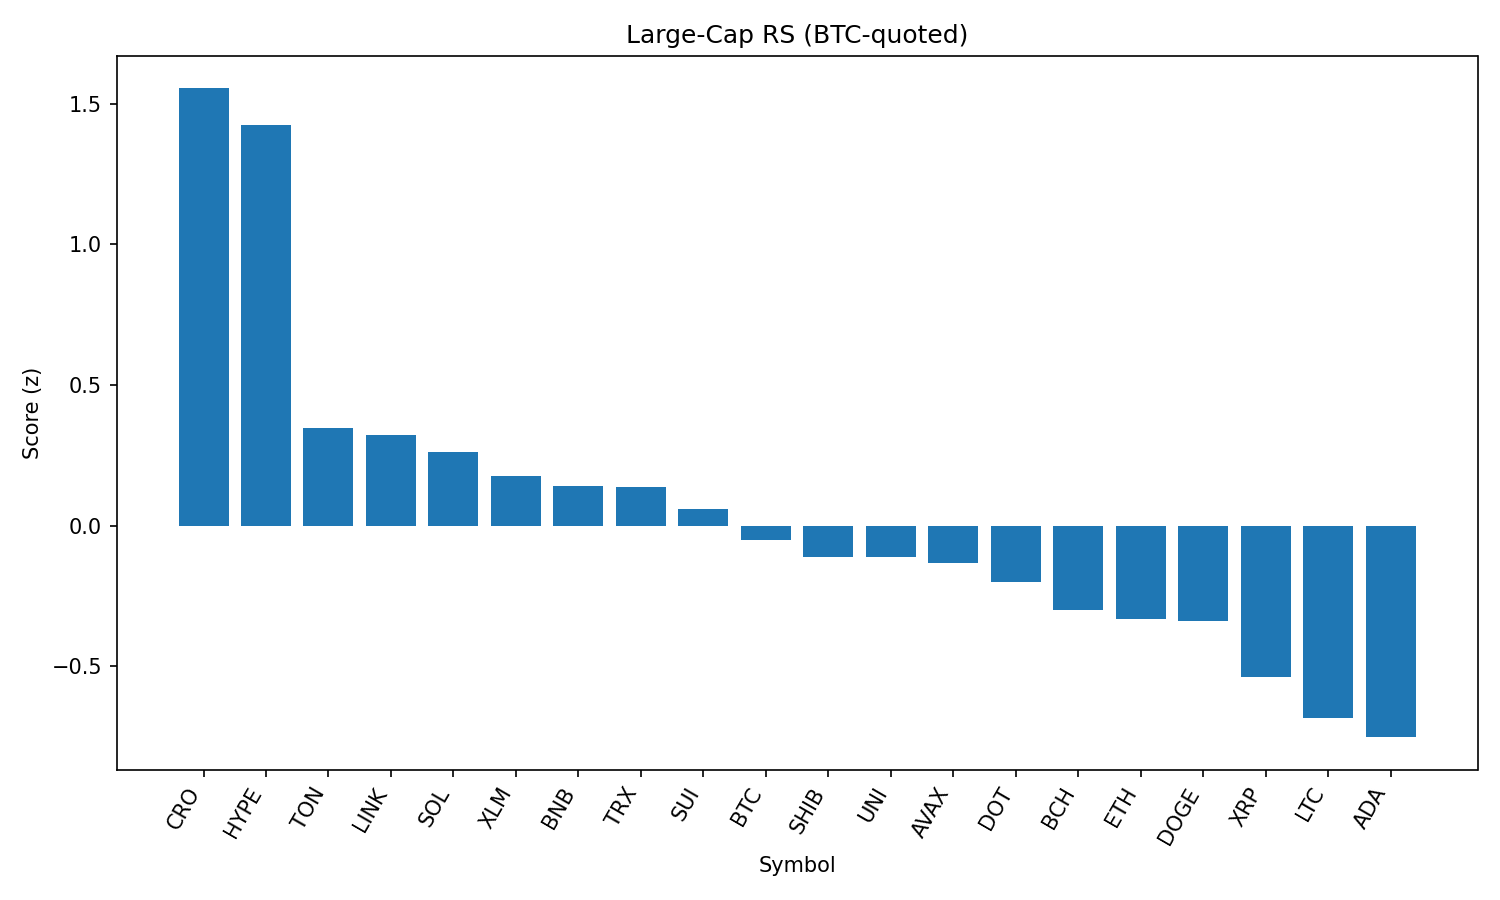 Large-Cap RS (BTC-quoted)
Score (z)
1.5
1.0
0.5
0.0
−0.5
CRO
HYPE
TON
LINK
SOL
XLM
BNB
TRX
SUI
BTC
SHIB
UNI
AVAX
DOT
BCH
ETH
DOGE
XRP
LTC
ADA
Symbol